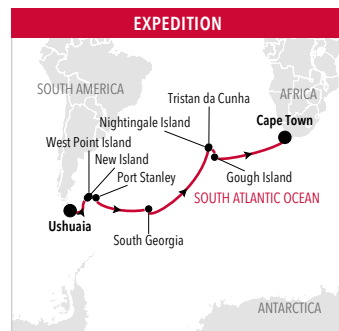 EXPEDITION
SOUTH AMERICA
AFRICA
Tristan da Cunha
Nightingale Island
Cape Town
West Point Island
New Island
Port Stanley
Gough Island
SOUTH ATLANTIC OCEAN
Ushuaia
South Georgia
ANTARCTICA